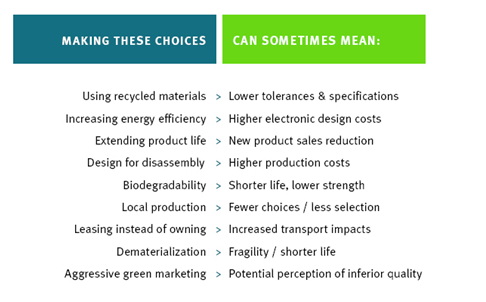 MAKING THESE CHOICES CAN SOMETIMES MEAN:
Using recycled materials > Lower tolerances & specifications
Increasing energy efficiency > Higher electronic design costs
Extending product life > New product sales reduction
Design for disassembly > Higher production costs
Biodegradability > Shorter life, lower strength
Local production > Fewer choices / less selection
Leasing instead of owning > Increased transport impacts
Dematerialization > Fragility / shorter life
Aggressive green marketing > Potential perception of inferior quality